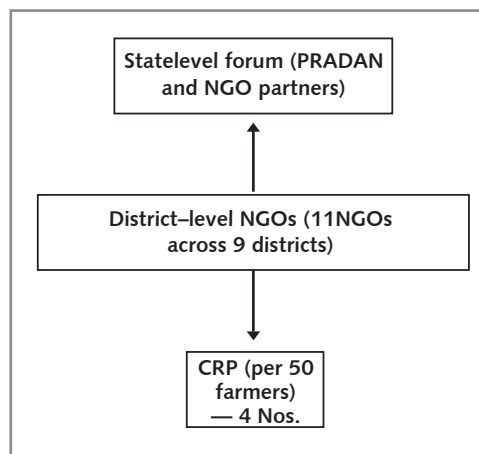 Statelevel forum (PRADAN
and NGO partners)
District–level NGOs (11NGOs
across 9 districts)
CRP (per 50
farmers)
— 4 Nos.